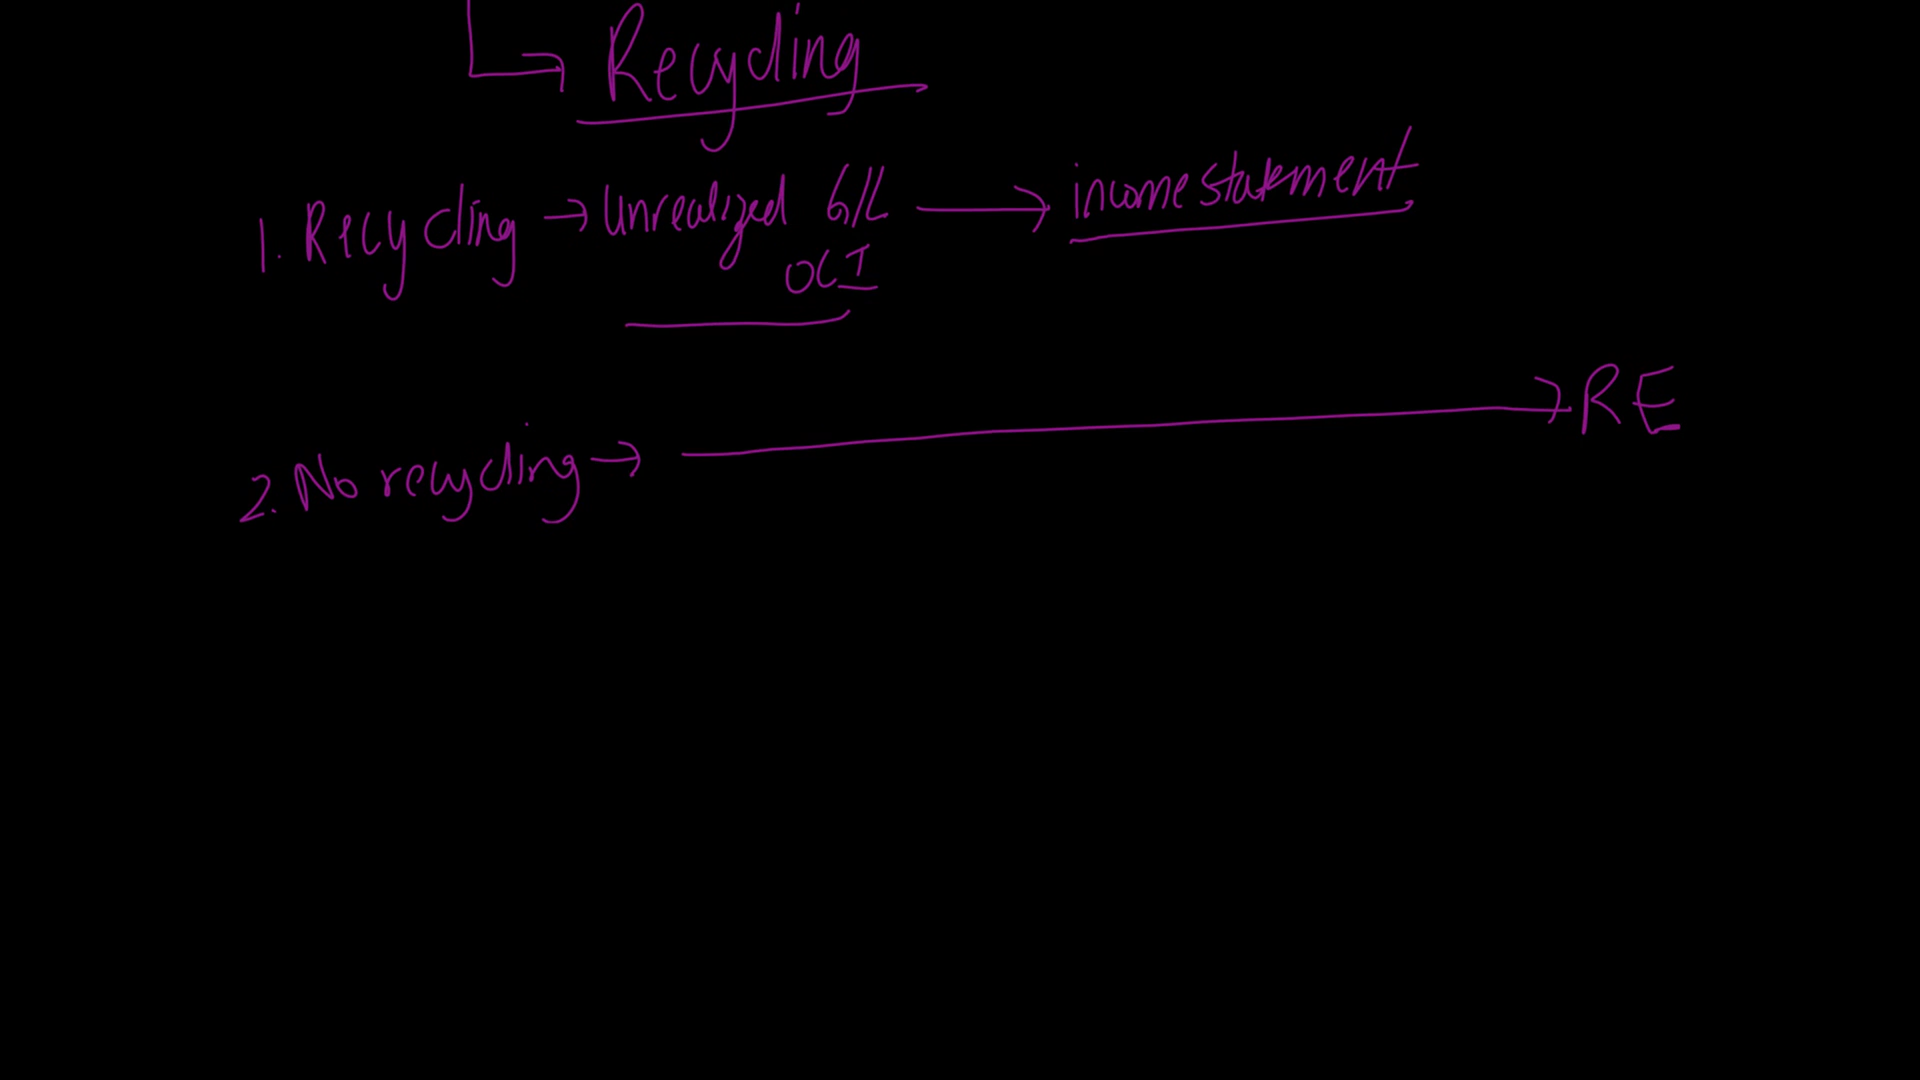 Recycling
1. Recycling → Unrealized G/L → income statement
OCI
2. No recycling → → RE